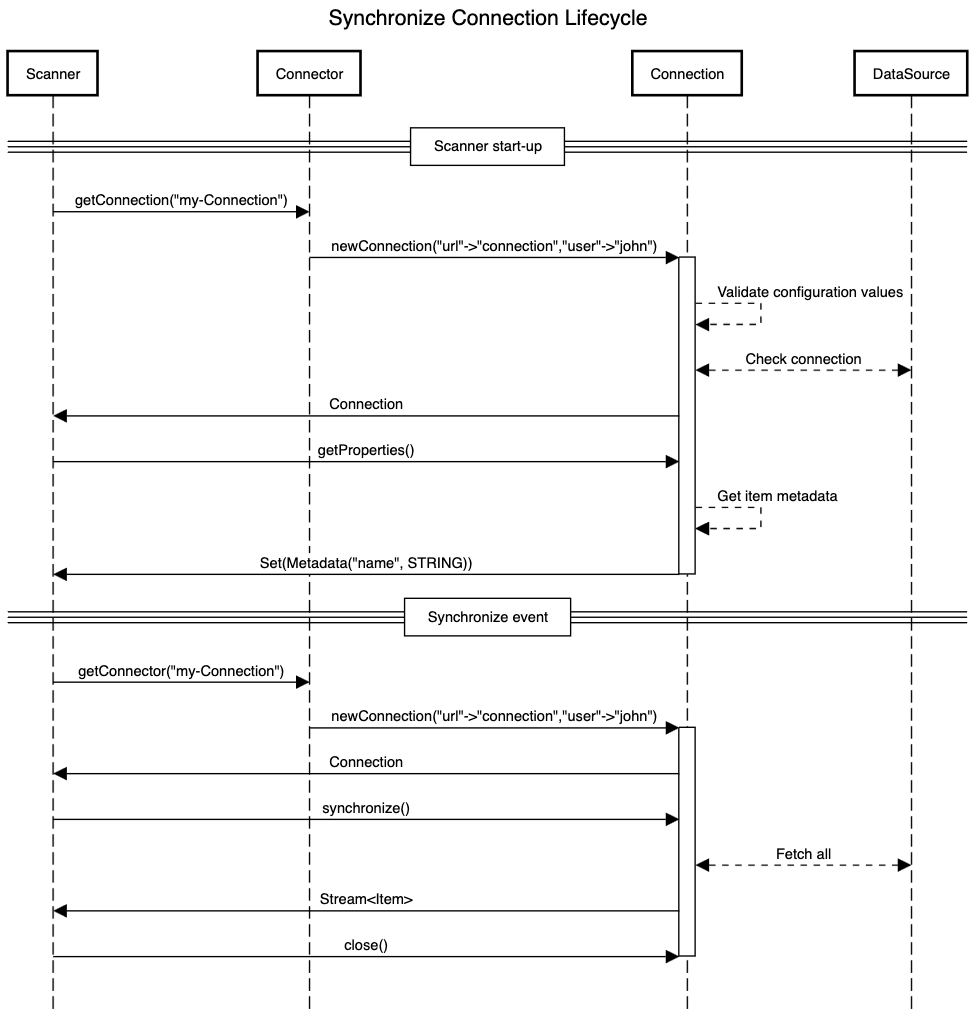 Synchronize Connection Lifecycle
Scanner
Connector
Connection
DataSource
Scanner start-up
getConnection("my-Connection")
newConnection("url"->"connection","user"->"john")
Validate configuration values
Check connection
Connection
getProperties()
Get item metadata
Set(Metadata("name", STRING))
Synchronize event
getConnector("my-Connection")
newConnection("url"->"connection","user"->"john")
Connection
synchronize()
Fetch all
Stream<Item>
close()